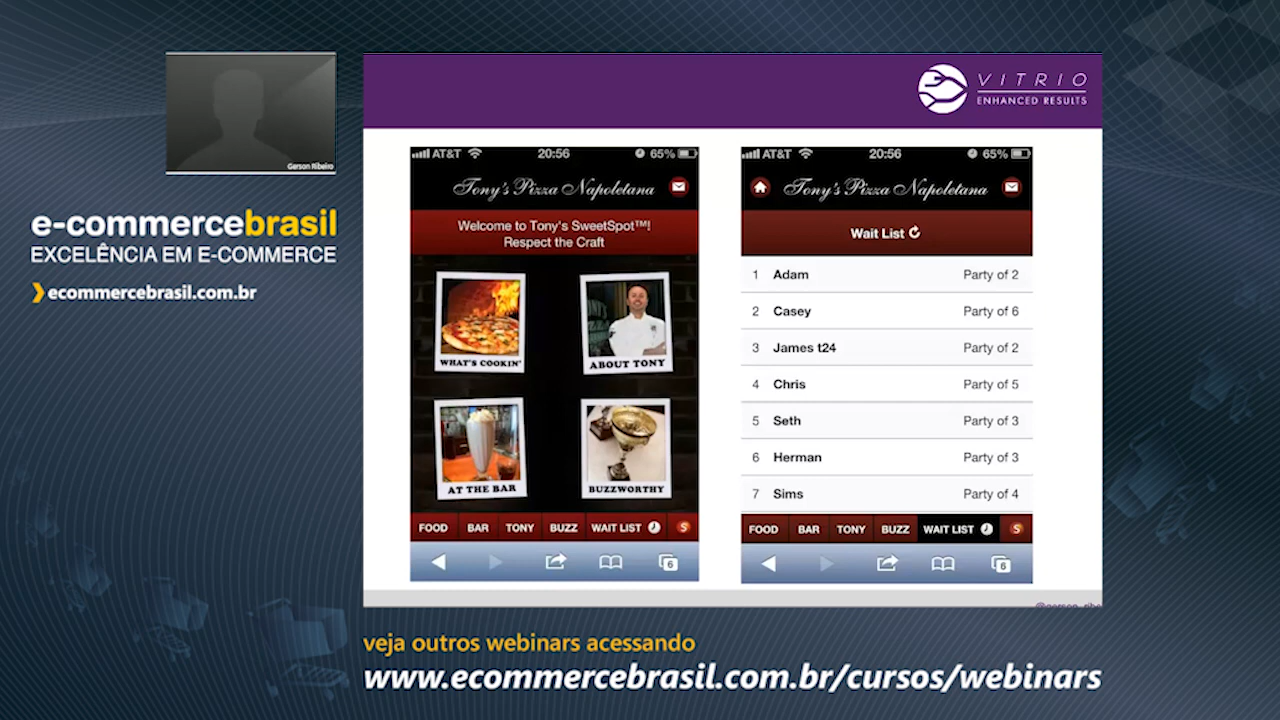 VITRIO
ENHANCED RESULTS
Gerson Ribeiro
e-commercebrasil
EXCELÊNCIA EM E-COMMERCE
ecommercebrasil.com.br
AT&T 20:56 65%
Tony's Pizza Napoletana
Welcome to Tony's SweetSpot™!
Respect the Craft
WHAT'S COOKIN'
ABOUT TONY
AT THE BAR
BUZZWORTHY
FOOD BAR TONY BUZZ WAIT LIST S
6
AT&T 20:56 65%
Tony's Pizza Napoletana
Wait List
1 Adam Party of 2
2 Casey Party of 6
3 James t24 Party of 2
4 Chris Party of 5
5 Seth Party of 3
6 Herman Party of 3
7 Sims Party of 4
FOOD BAR TONY BUZZ WAIT LIST S
6
veja outros webinars acessando
www.ecommercebrasil.com.br/cursos/webinars